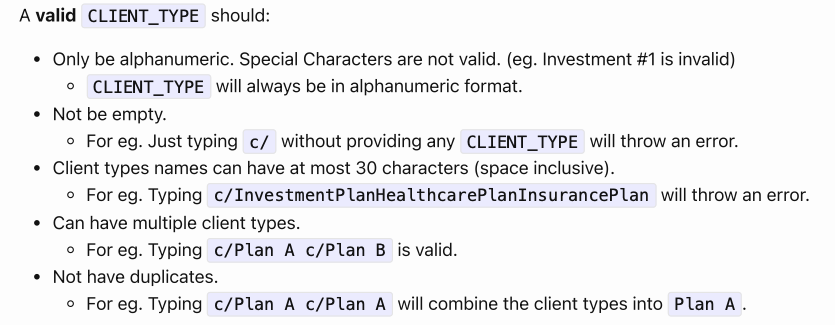 A valid CLIENT_TYPE should:
• Only be alphanumeric. Special Characters are not valid. (eg. Investment #1 is invalid)
◦ CLIENT_TYPE will always be in alphanumeric format.
• Not be empty.
◦ For eg. Just typing c/ without providing any CLIENT_TYPE will throw an error.
• Client types names can have at most 30 characters (space inclusive).
◦ For eg. Typing c/InvestmentPlanHealthcarePlanInsurancePlan will throw an error.
• Can have multiple client types.
◦ For eg. Typing c/Plan A c/Plan B is valid.
• Not have duplicates.
◦ For eg. Typing c/Plan A c/Plan A will combine the client types into Plan A.